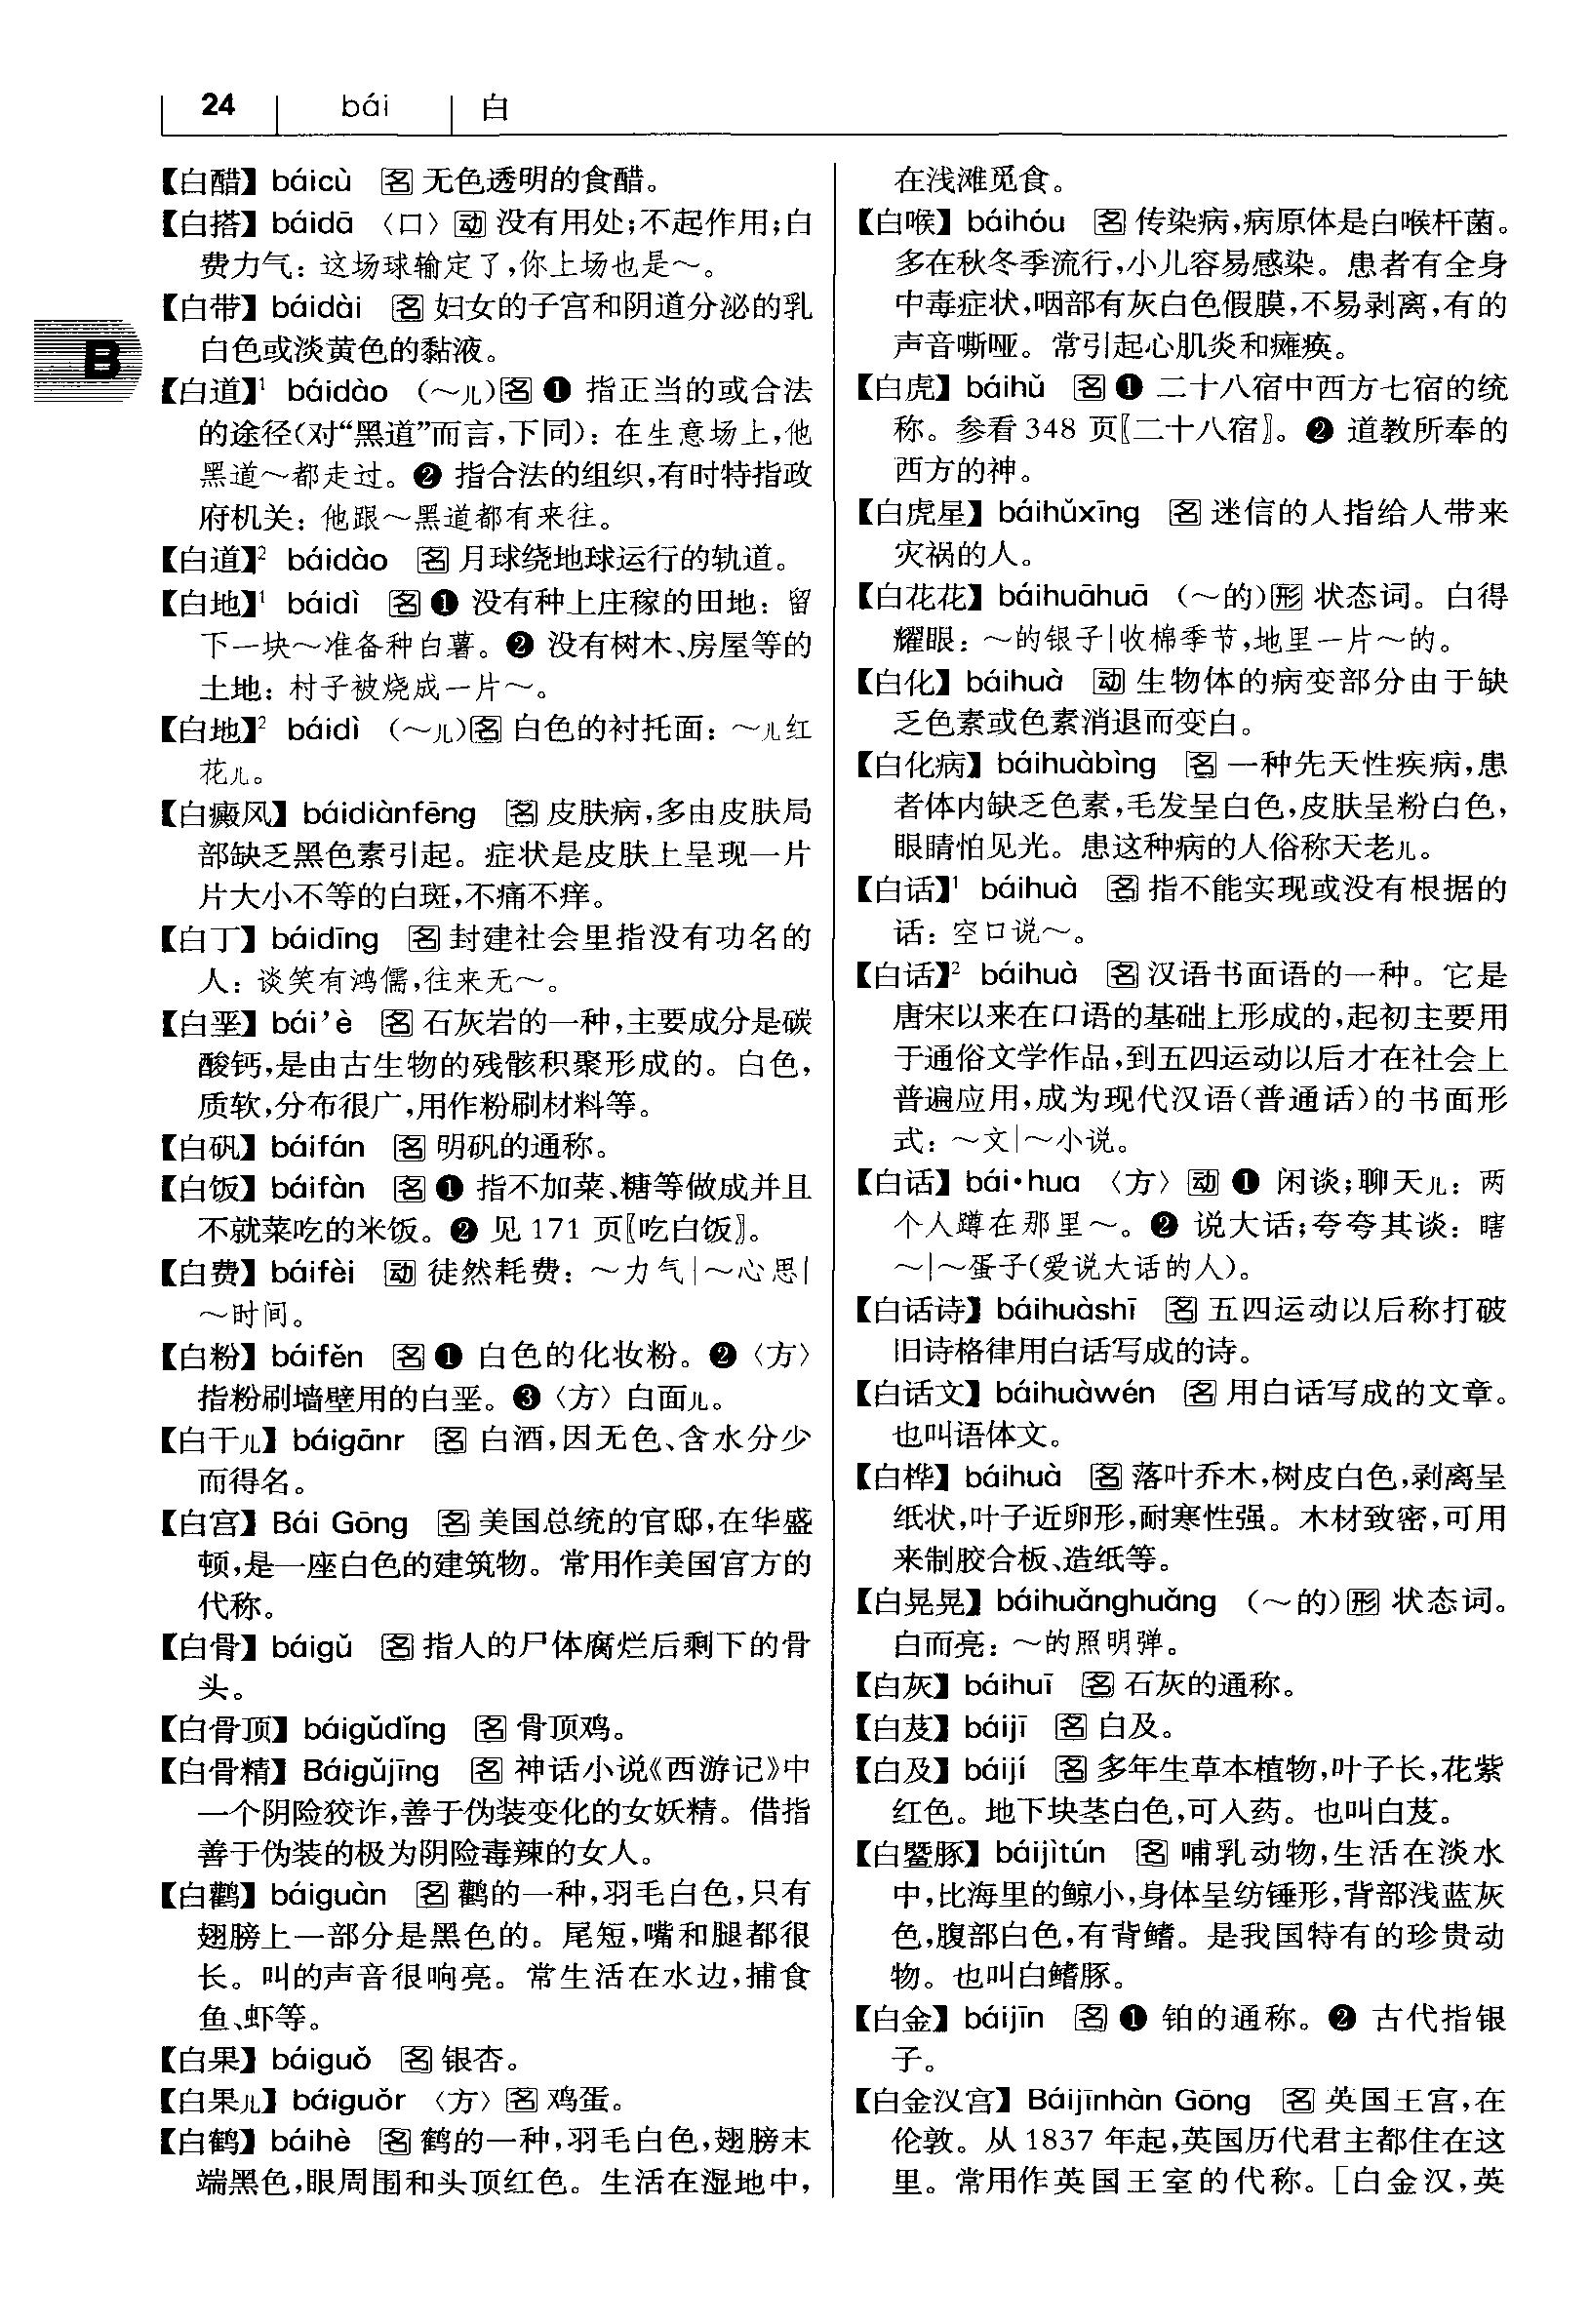 24 bái 白
【白醋】 báicù 名 无色透明的食醋。
【白搭】 báidā 〈口〉 动 没有用处;不起作用;白
费力气: 这场球输定了,你上场也是～。
【白带】 báidài 名 妇女的子宫和阴道分泌的乳
白色或淡黄色的黏液。
B
【白道】¹ báidào (～儿)名 ❶ 指正当的或合法
的途径(对“黑道”而言,下同): 在生意场上,他
黑道～都走过。❷ 指合法的组织,有时特指政
府机关: 他跟～黑道都有来往。
【白道】² báidào 名 月球绕地球运行的轨道。
【白地】¹ báidì 名 ❶ 没有种上庄稼的田地: 留
下一块～准备种白薯。❷ 没有树木、房屋等的
土地: 村子被烧成一片～。
【白地】² báidì (～儿)名 白色的衬托面: ～儿红
花儿。
【白癜风】 báidiànfēng 名 皮肤病,多由皮肤局
部缺乏黑色素引起。症状是皮肤上呈现一片
片大小不等的白斑,不痛不痒。
【白丁】 báidīng 名 封建社会里指没有功名的
人: 谈笑有鸿儒,往来无～。
【白垩】 bái’è 名 石灰岩的一种,主要成分是碳
酸钙,是由古生物的残骸积聚形成的。白色,
质软,分布很广,用作粉刷材料等。
【白矾】 báifán 名 明矾的通称。
【白饭】 báifàn 名 ❶ 指不加菜、糖等做成并且
不就菜吃的米饭。❷ 见 171 页〖吃白饭〗。
【白费】 báifèi 动 徒然耗费: ～力气|～心思|
～时间。
【白粉】 báifěn 名 ❶ 白色的化妆粉。❷〈方〉
指粉刷墙壁用的白垩。❸〈方〉白面儿。
【白干儿】 báigānr 名 白酒,因无色、含水分少
而得名。
【白宫】 Bái Gōng 名 美国总统的官邸,在华盛
顿,是一座白色的建筑物。常用作美国官方的
代称。
【白骨】 báigǔ 名 指人的尸体腐烂后剩下的骨
头。
【白骨顶】 báigǔdǐng 名 骨顶鸡。
【白骨精】 Báigǔjīng 名 神话小说《西游记》中
一个阴险狡诈,善于伪装变化的女妖精。借指
善于伪装的极为阴险毒辣的女人。
【白鹳】 báiguàn 名 鹳的一种,羽毛白色,只有
翅膀上一部分是黑色的。尾短,嘴和腿都很
长。叫的声音很响亮。常生活在水边,捕食
鱼、虾等。
【白果】 báiguǒ 名 银杏。
【白果儿】 báiguǒr 〈方〉 名 鸡蛋。
【白鹤】 báihè 名 鹤的一种,羽毛白色,翅膀末
端黑色,眼周围和头顶红色。生活在湿地中,
在浅滩觅食。
【白喉】 báihóu 名 传染病,病原体是白喉杆菌。
多在秋冬季流行,小儿容易感染。患者有全身
中毒症状,咽部有灰白色假膜,不易剥离,有的
声音嘶哑。常引起心肌炎和瘫痪。
【白虎】 báihǔ 名 ❶ 二十八宿中西方七宿的统
称。参看 348 页〖二十八宿〗。❷ 道教所奉的
西方的神。
【白虎星】 báihǔxīng 名 迷信的人指给人带来
灾祸的人。
【白花花】 báihuāhuā (～的)形 状态词。白得
耀眼: ～的银子|收棉季节,地里一片～的。
【白化】 báihuà 动 生物体的病变部分由于缺
乏色素或色素消退而变白。
【白化病】 báihuàbìng 名 一种先天性疾病,患
者体内缺乏色素,毛发呈白色,皮肤呈粉白色,
眼睛怕见光。患这种病的人俗称天老儿。
【白话】¹ báihuà 名 指不能实现或没有根据的
话: 空口说～。
【白话】² báihuà 名 汉语书面语的一种。它是
唐宋以来在口语的基础上形成的,起初主要用
于通俗文学作品,到五四运动以后才在社会上
普遍应用,成为现代汉语(普通话)的书面形
式: ～文|～小说。
【白话】 bái•hua 〈方〉 动 ❶ 闲谈;聊天儿: 两
个人蹲在那里～。❷ 说大话;夸夸其谈: 瞎
～|～蛋子(爱说大话的人)。
【白话诗】 báihuàshī 名 五四运动以后称打破
旧诗格律用白话写成的诗。
【白话文】 báihuàwén 名 用白话写成的文章。
也叫语体文。
【白桦】 báihuà 名 落叶乔木,树皮白色,剥离呈
纸状,叶子近卵形,耐寒性强。木材致密,可用
来制胶合板、造纸等。
【白晃晃】 báihuǎnghuǎng (～的)形 状态词。
白而亮: ～的照明弹。
【白灰】 báihuī 名 石灰的通称。
【白芨】 báijī 名 白及。
【白及】 báijí 名 多年生草本植物,叶子长,花紫
红色。地下块茎白色,可入药。也叫白芨。
【白暨豚】 báijìtún 名 哺乳动物,生活在淡水
中,比海里的鲸小,身体呈纺锤形,背部浅蓝灰
色,腹部白色,有背鳍。是我国特有的珍贵动
物。也叫白鳍豚。
【白金】 báijīn 名 ❶ 铂的通称。❷ 古代指银
子。
【白金汉宫】 Báijīnhàn Gōng 名 英国王宫,在
伦敦。从 1837 年起,英国历代君主都住在这
里。常用作英国王室的代称。[白金汉,英